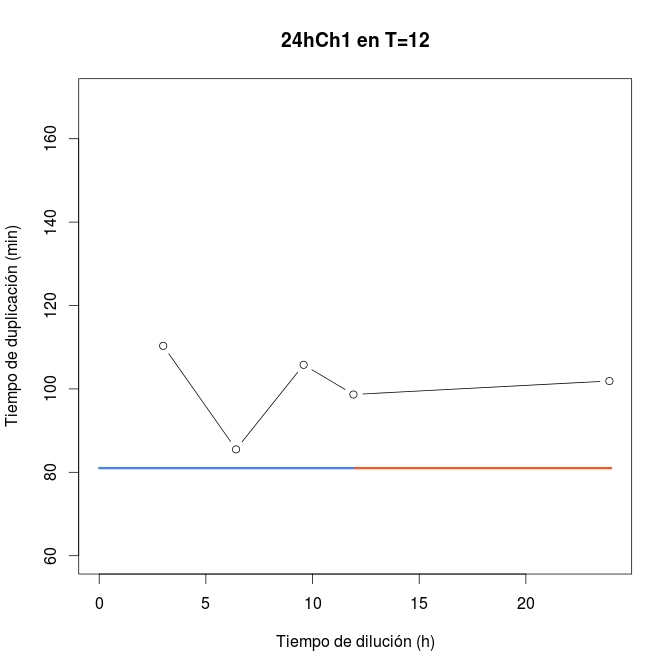 24hCh1 en T=12
Tiempo de duplicación (min)
160
140
120
100
80
60
0 5 10 15 20
Tiempo de dilución (h)